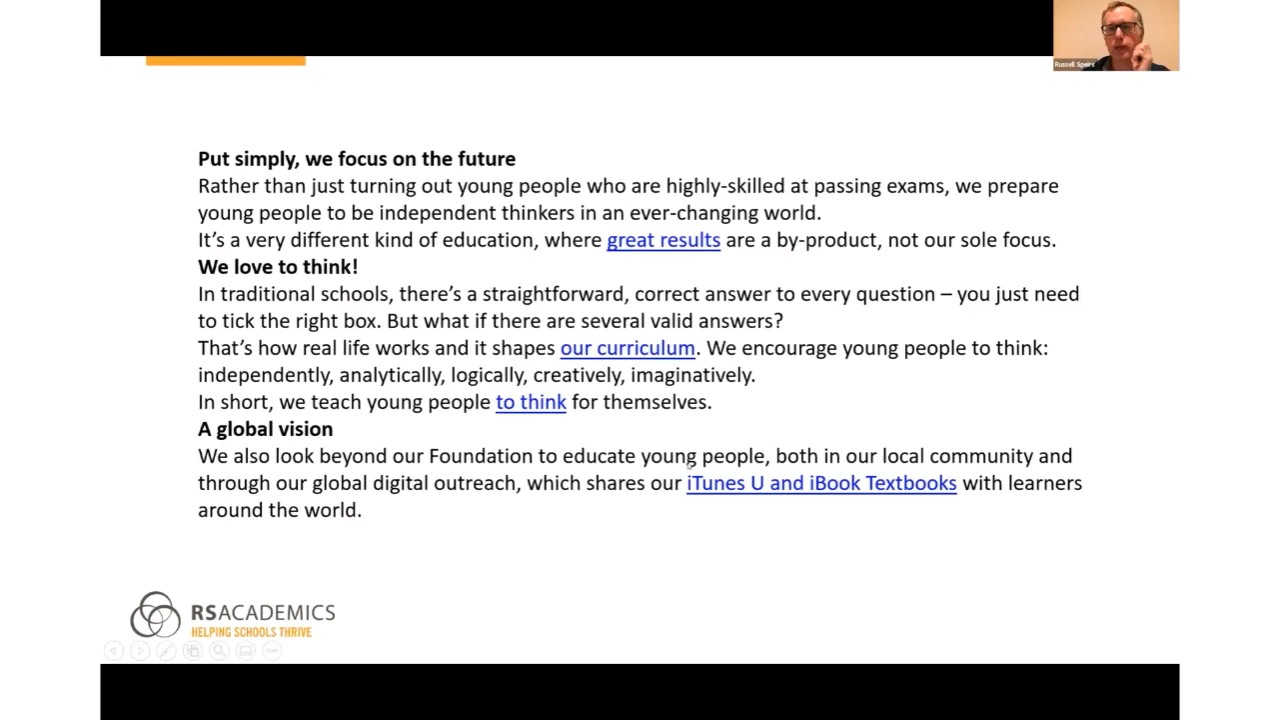 Russell Speirs
Put simply, we focus on the future
Rather than just turning out young people who are highly-skilled at passing exams, we prepare
young people to be independent thinkers in an ever-changing world.
It’s a very different kind of education, where great results are a by-product, not our sole focus.
We love to think!
In traditional schools, there’s a straightforward, correct answer to every question – you just need
to tick the right box. But what if there are several valid answers?
That’s how real life works and it shapes our curriculum. We encourage young people to think:
independently, analytically, logically, creatively, imaginatively.
In short, we teach young people to think for themselves.
A global vision
We also look beyond our Foundation to educate young people, both in our local community and
through our global digital outreach, which shares our iTunes U and iBook Textbooks with learners
around the world.
RSACADEMICS
HELPING SCHOOLS THRIVE